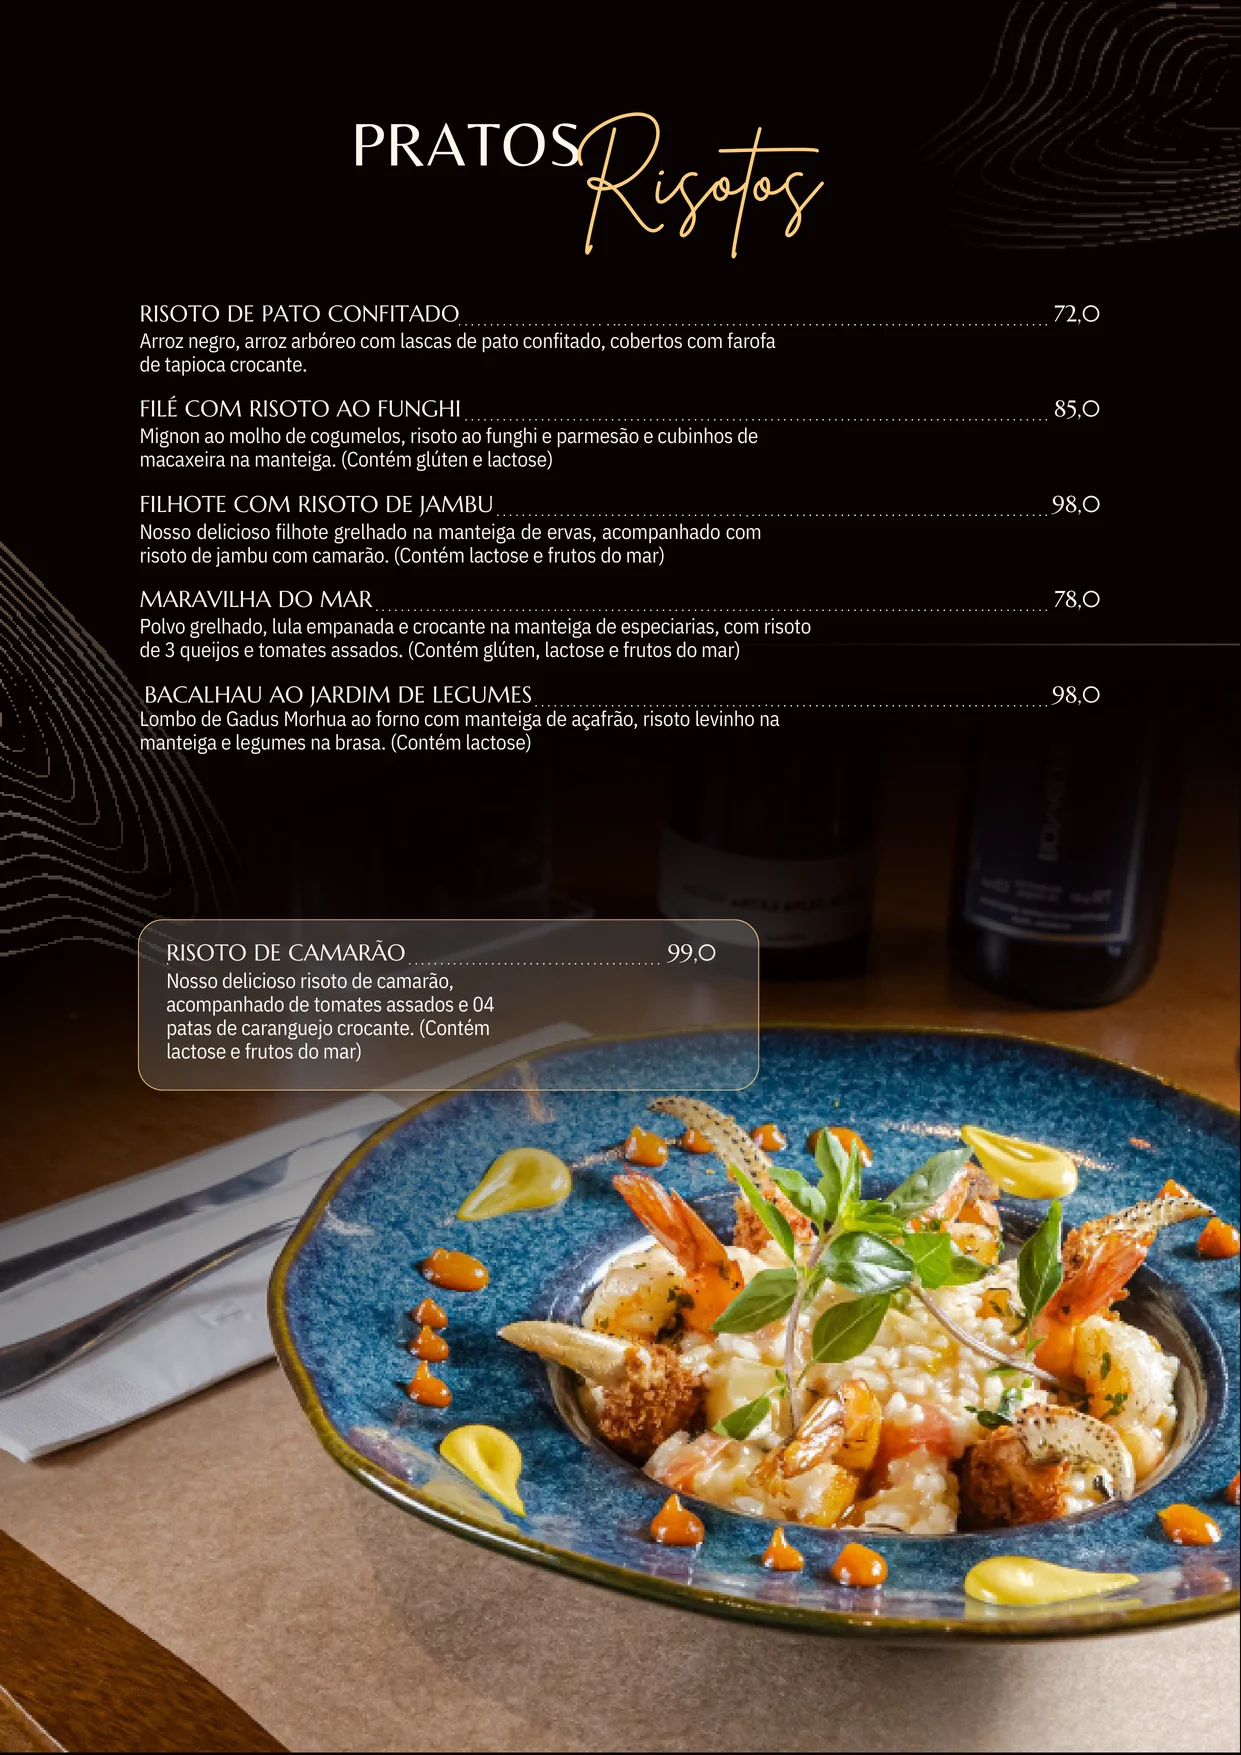 PRATOS Risotos
RISOTO DE PATO CONFITADO 72,0
Arroz negro, arroz arbóreo com lascas de pato confitado, cobertos com farofa
de tapioca crocante.
FILÉ COM RISOTO AO FUNGHI 85,0
Mignon ao molho de cogumelos, risoto ao funghi e parmesão e cubinhos de
macaxeira na manteiga. (Contém glúten e lactose)
FILHOTE COM RISOTO DE JAMBU 98,0
Nosso delicioso filhote grelhado na manteiga de ervas, acompanhado com
risoto de jambu com camarão. (Contém lactose e frutos do mar)
MARAVILHA DO MAR 78,0
Polvo grelhado, lula empanada e crocante na manteiga de especiarias, com risoto
de 3 queijos e tomates assados. (Contém glúten, lactose e frutos do mar)
BACALHAU AO JARDIM DE LEGUMES 98,0
Lombo de Gadus Morhua ao forno com manteiga de açafrão, risoto levinho na
manteiga e legumes na brasa. (Contém lactose)
RISOTO DE CAMARÃO 99,0
Nosso delicioso risoto de camarão,
acompanhado de tomates assados e 04
patas de caranguejo crocante. (Contém
lactose e frutos do mar)